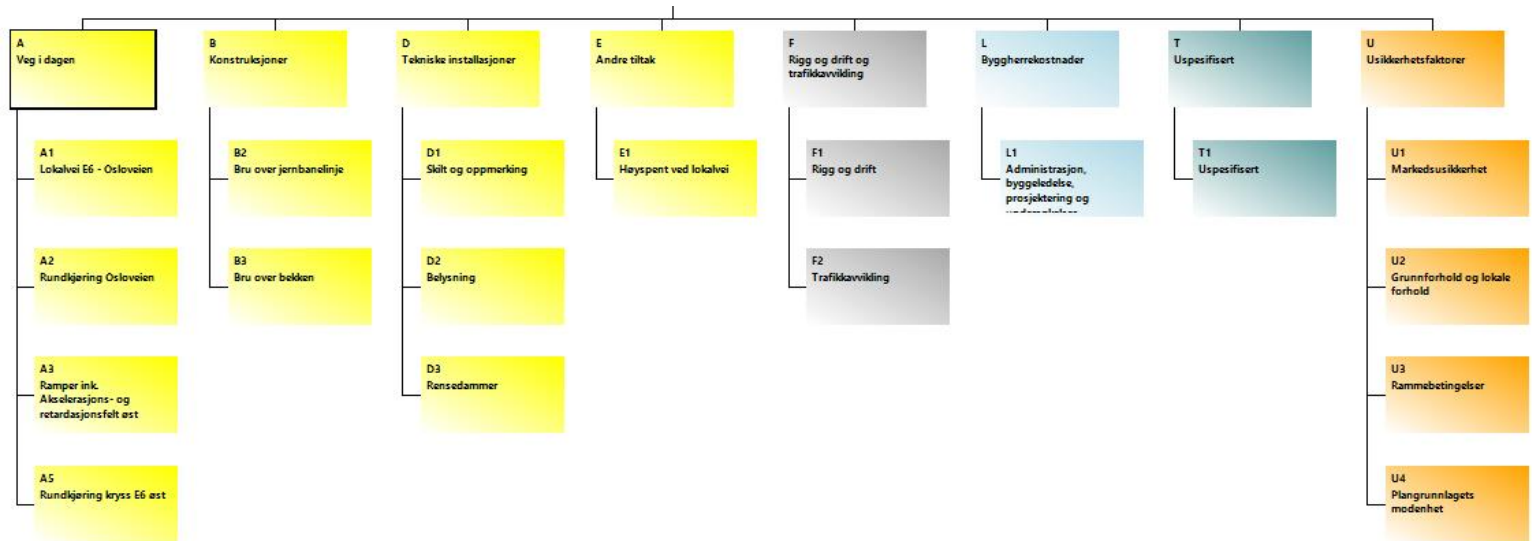 A
Veg i dagen
B
Konstruksjoner
D
Tekniske installasjoner
E
Andre tiltak
F
Rigg og drift og
trafikkavvikling
L
Byggherrekostnader
T
Uspesifisert
U
Usikkerhetsfaktorer
A1
Lokalvei E6 - Osloveien
B2
Bru over jernbanelinje
D1
Skilt og oppmerking
E1
Høyspent ved lokalvei
F1
Rigg og drift
L1
Administrasjon,
byggeledelse,
prosjektering og
T1
Uspesifisert
U1
Markedsusikkerhet
A2
Rundkjøring Osloveien
B3
Bru over bekken
D2
Belysning
F2
Trafikkavvikling
U2
Grunnforhold og lokale
forhold
A3
Ramper ink.
Akselerasjons- og
retardasjonsfelt øst
D3
Rensedammer
U3
Rammebetingelser
A5
Rundkjøring kryss E6 øst
U4
Plangrunnlagets
modenhet